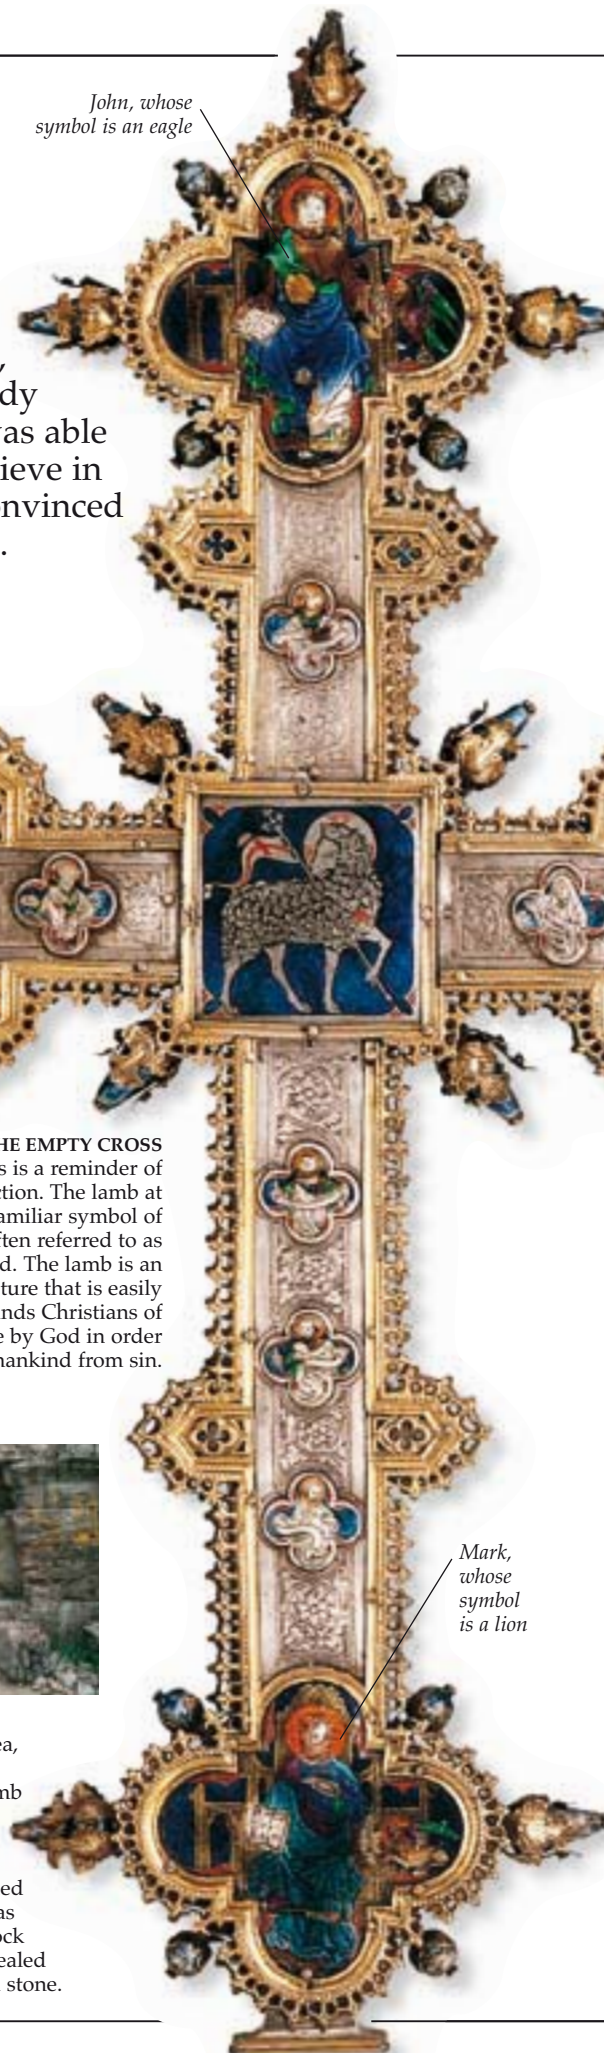 John, whose
symbol is an eagle
,
dy
as able
ieve in
nvinced
.
HE EMPTY CROSS
s is a reminder of
ction. The lamb at
amiliar symbol of
ften referred to as
d. The lamb is an
ture that is easily
nds Christians of
e by God in order
nankind from sin.
Mark,
whose
symbol
is a lion
ea,
mb
ed
as
ock
ealed
stone.